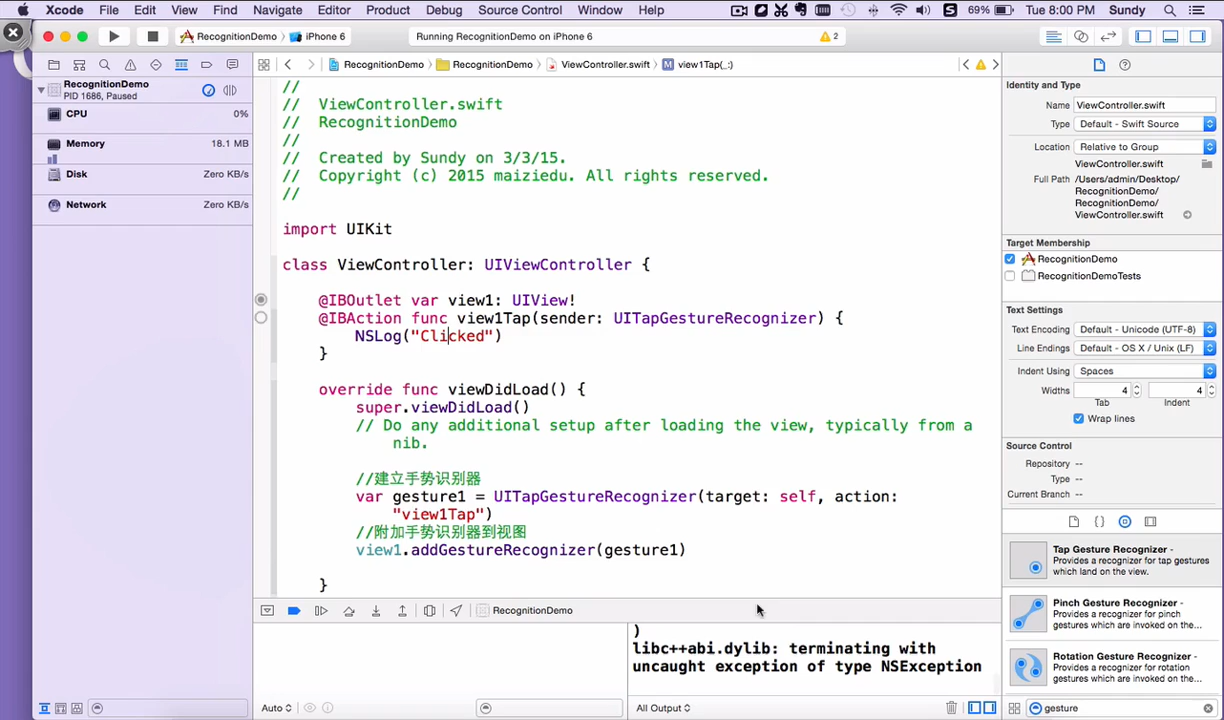 Xcode File Edit View Find Navigate Editor Product Debug Source Control Window Help 69% Tue 8:00 PM Sundy
RecognitionDemo iPhone 6 Running RecognitionDemo on iPhone 6 2
RecognitionDemo RecognitionDemo ViewController.swift view1Tap(_:)
RecognitionDemo
PID 1686, Paused
CPU 0%
Memory 18.1 MB
Disk Zero KB/s
Network Zero KB/s
//
// ViewController.swift
// RecognitionDemo
//
// Created by Sundy on 3/3/15.
// Copyright (c) 2015 maiziedu. All rights reserved.
//
import UIKit
class ViewController: UIViewController {
@IBOutlet var view1: UIView!
@IBAction func view1Tap(sender: UITapGestureRecognizer) {
NSLog("Clicked")
}
override func viewDidLoad() {
super.viewDidLoad()
// Do any additional setup after loading the view, typically from a
nib.
//建立手势识别器
var gesture1 = UITapGestureRecognizer(target: self, action:
"view1Tap")
//附加手势识别器到视图
view1.addGestureRecognizer(gesture1)
}
RecognitionDemo
)
libc++abi.dylib: terminating with
uncaught exception of type NSException
Auto
All Output
Identity and Type
Name ViewController.swift
Type Default - Swift Source
Location Relative to Group
ViewController.swift
Full Path /Users/admin/Desktop/
RecognitionDemo/
RecognitionDemo/
ViewController.swift
Target Membership
RecognitionDemo
RecognitionDemoTests
Text Settings
Text Encoding Default - Unicode (UTF-8)
Line Endings Default - OS X / Unix (LF)
Indent Using Spaces
Widths 4 4
Tab Indent
Wrap lines
Source Control
Repository --
Type --
Current Branch --
Tap Gesture Recognizer -
Provides a recognizer for tap gestures
which land on the view.
Pinch Gesture Recognizer -
Provides a recognizer for pinch
gestures which are invoked on the...
Rotation Gesture Recognizer -
Provides a recognizer for rotation
gestures which are invoked on the...
gesture